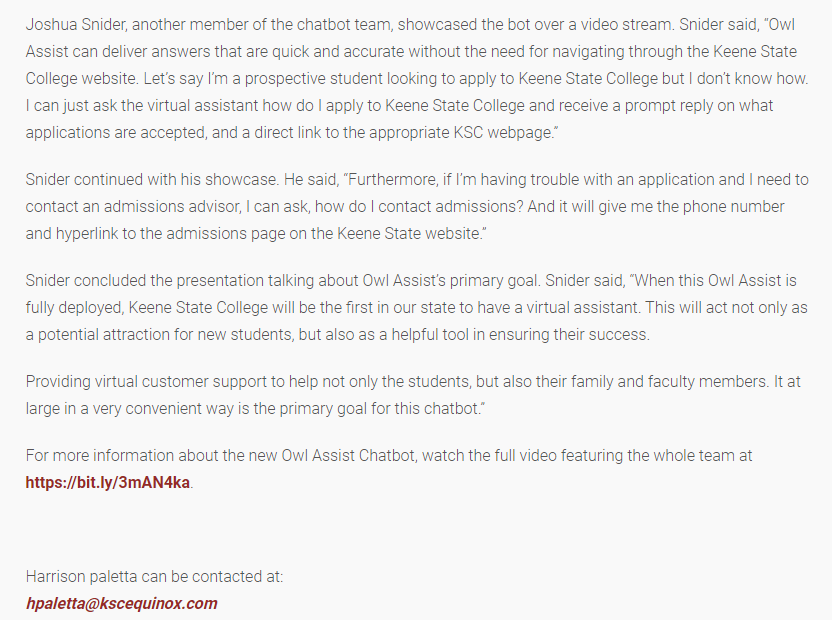 Joshua Snider, another member of the chatbot team, showcased the bot over a video stream. Snider said, “Owl
Assist can deliver answers that are quick and accurate without the need for navigating through the Keene State
College website. Let’s say I’m a prospective student looking to apply to Keene State College but I don’t know how.
I can just ask the virtual assistant how do I apply to Keene State College and receive a prompt reply on what
applications are accepted, and a direct link to the appropriate KSC webpage.”
Snider continued with his showcase. He said, “Furthermore, if I’m having trouble with an application and I need to
contact an admissions advisor, I can ask, how do I contact admissions? And it will give me the phone number
and hyperlink to the admissions page on the Keene State website.”
Snider concluded the presentation talking about Owl Assist’s primary goal. Snider said, “When this Owl Assist is
fully deployed, Keene State College will be the first in our state to have a virtual assistant. This will act not only as
a potential attraction for new students, but also as a helpful tool in ensuring their success.
Providing virtual customer support to help not only the students, but also their family and faculty members. It at
large in a very convenient way is the primary goal for this chatbot.”
For more information about the new Owl Assist Chatbot, watch the full video featuring the whole team at
https://bit.ly/3mAN4ka.
Harrison paletta can be contacted at:
hpaletta@kscequinox.com